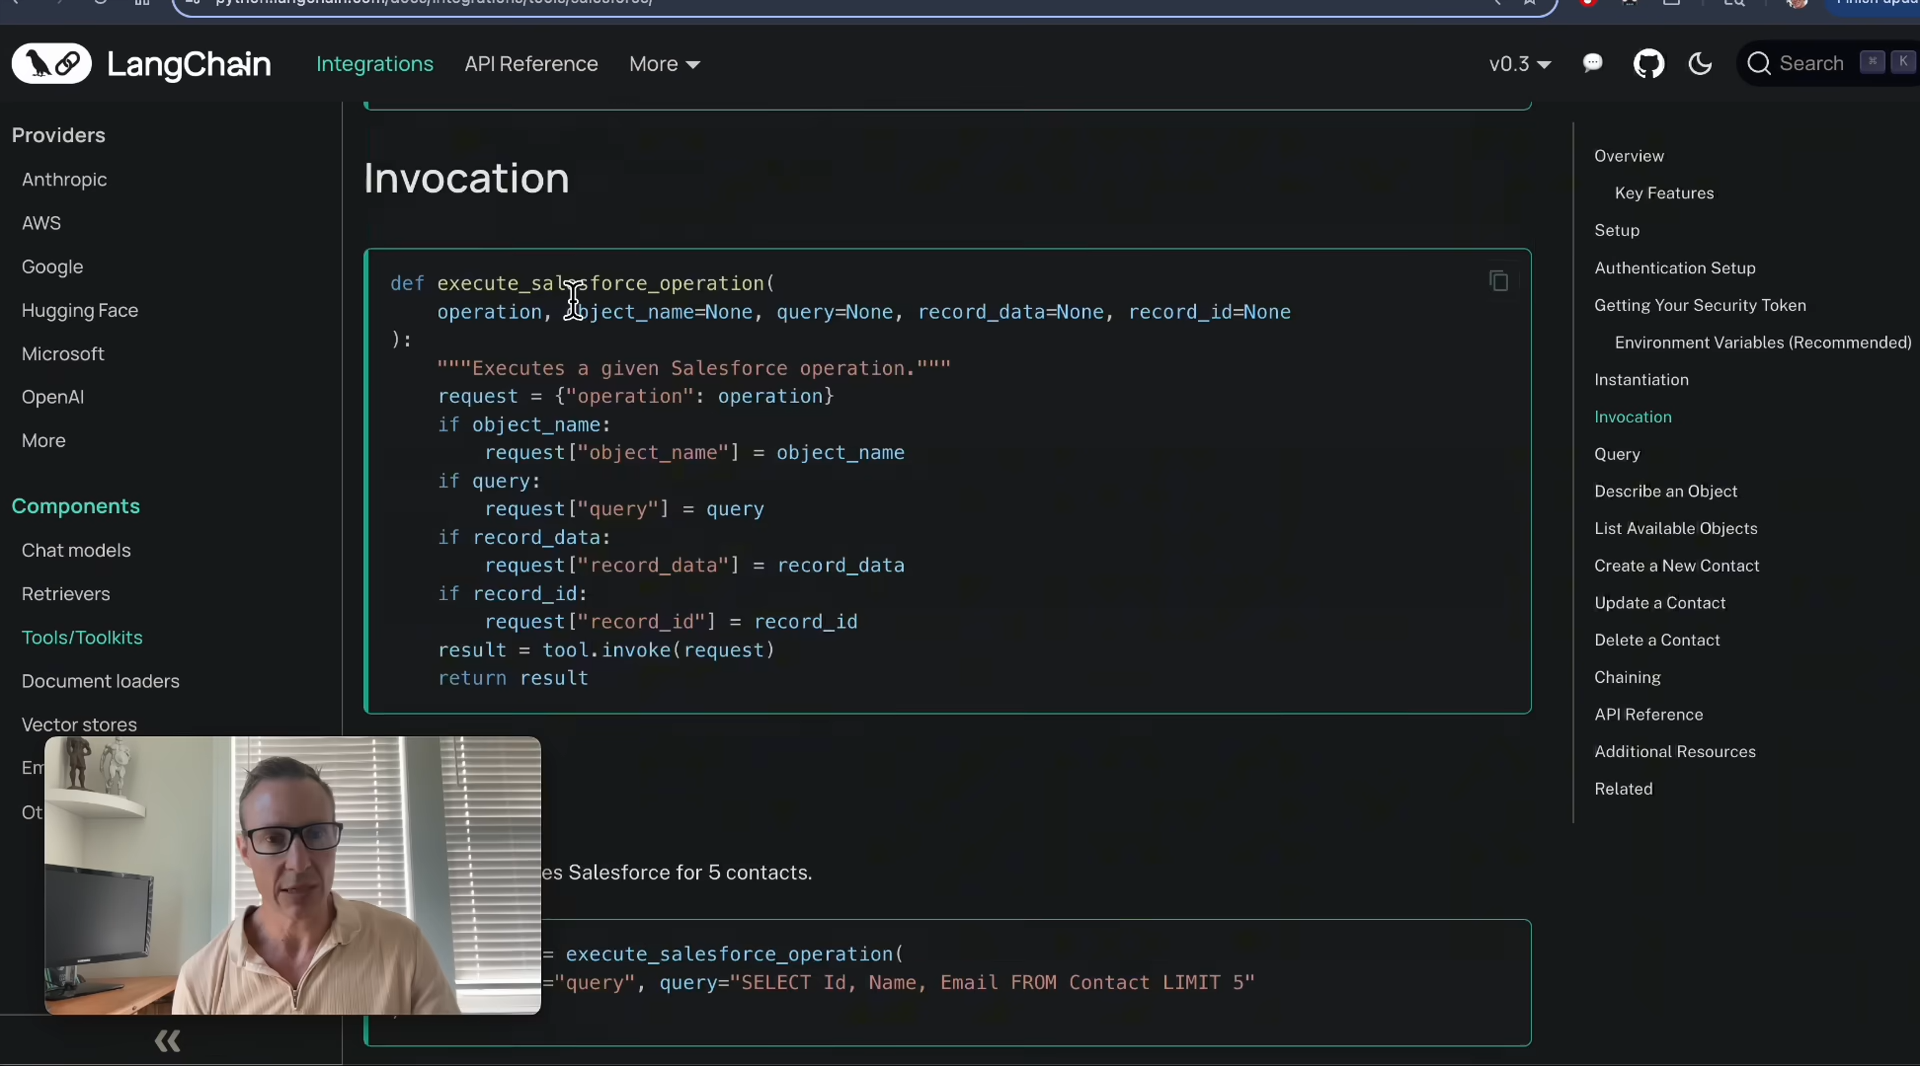 LangChain
Integrations
API Reference
More
v0.3
Search
K
Providers
Anthropic
AWS
Google
Hugging Face
Microsoft
OpenAI
More
Components
Chat models
Retrievers
Tools/Toolkits
Document loaders
Vector stores
Em
Ot
Invocation
def execute_salesforce_operation(
operation, object_name=None, query=None, record_data=None, record_id=None
):
"""Executes a given Salesforce operation."""
request = {"operation": operation}
if object_name:
request["object_name"] = object_name
if query:
request["query"] = query
if record_data:
request["record_data"] = record_data
if record_id:
request["record_id"] = record_id
result = tool.invoke(request)
return result
es Salesforce for 5 contacts.
= execute_salesforce_operation(
="query", query="SELECT Id, Name, Email FROM Contact LIMIT 5"
Overview
Key Features
Setup
Authentication Setup
Getting Your Security Token
Environment Variables (Recommended)
Instantiation
Invocation
Query
Describe an Object
List Available Objects
Create a New Contact
Update a Contact
Delete a Contact
Chaining
API Reference
Additional Resources
Related